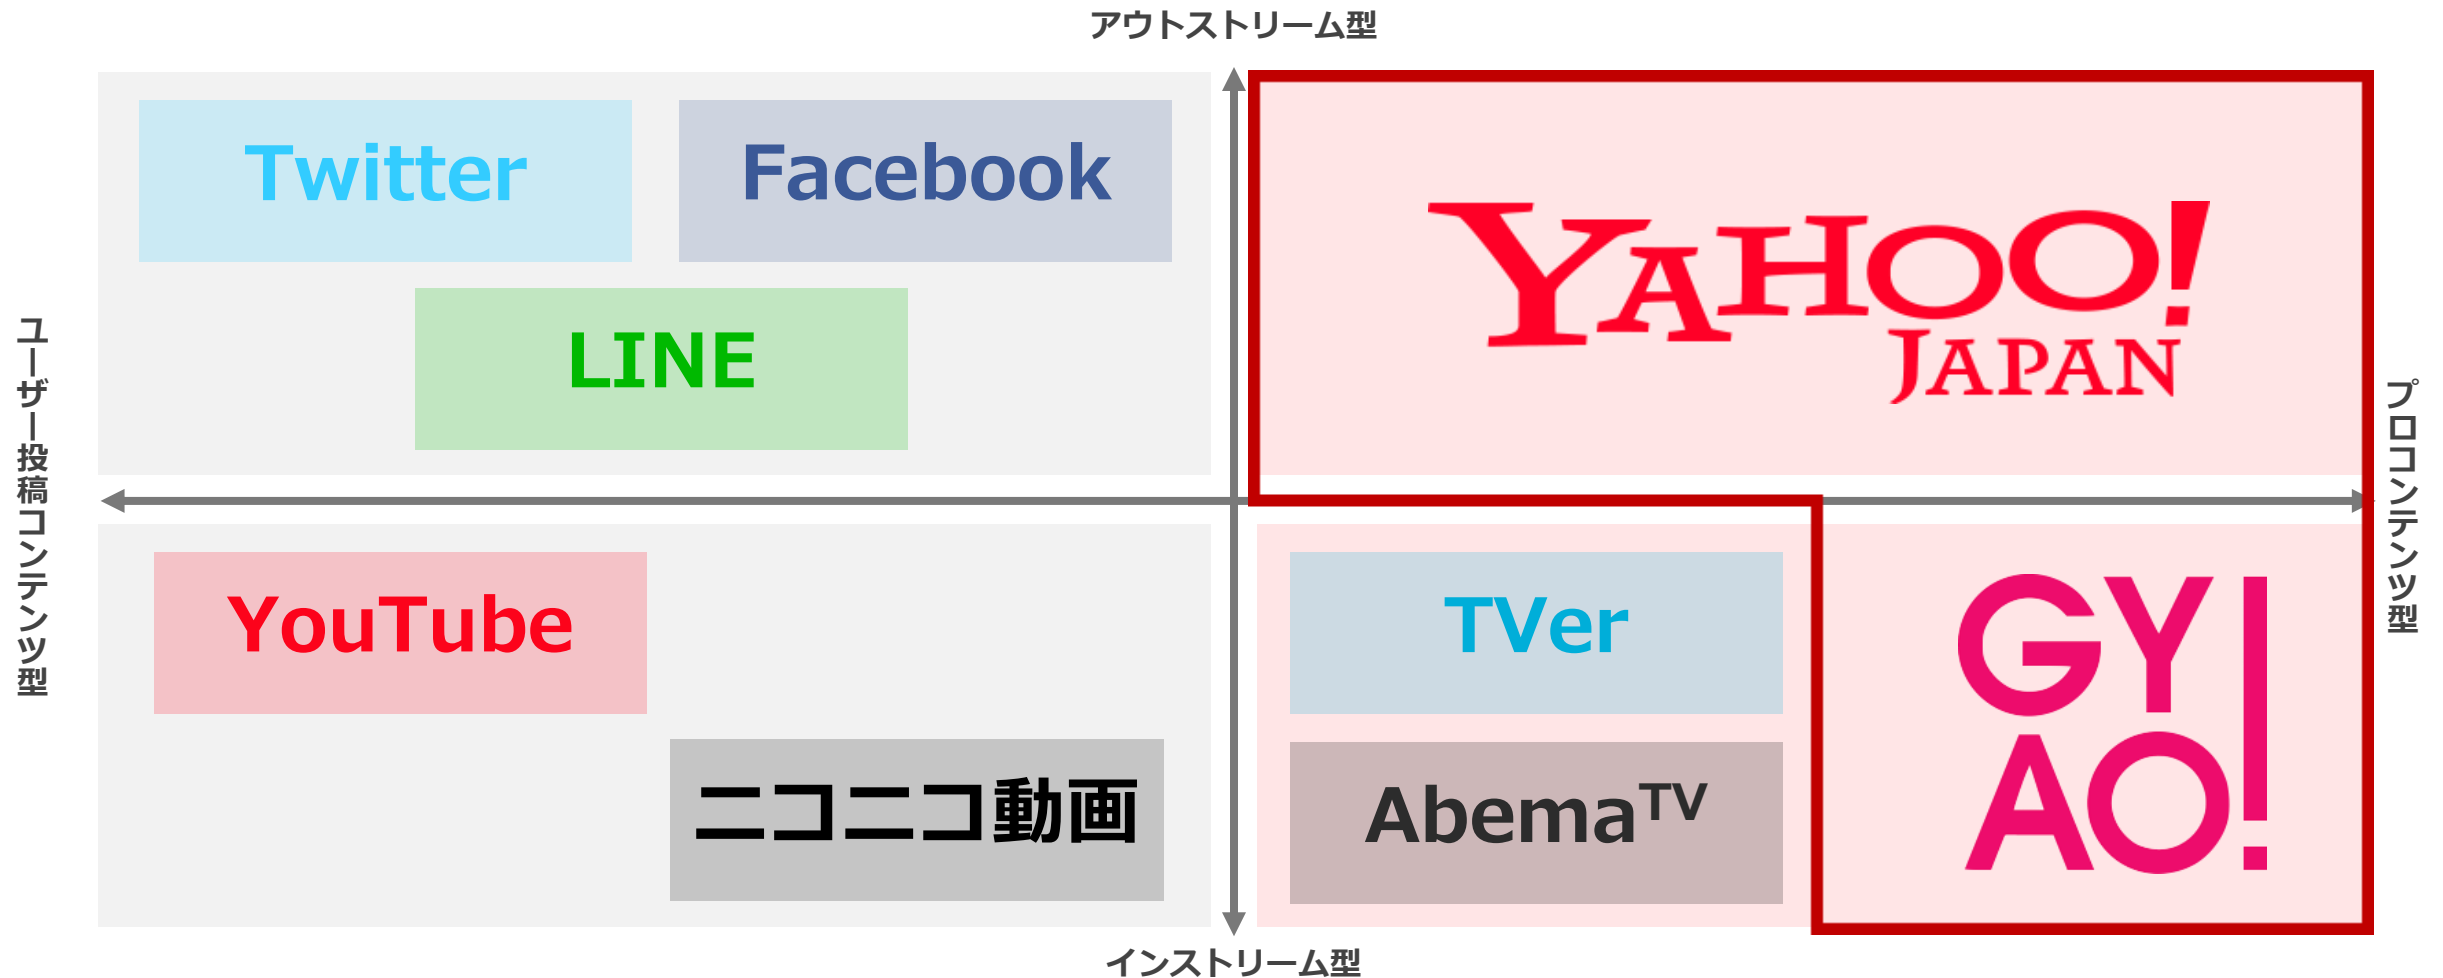 アウトストリーム型
Twitter
Facebook
LINE
YAHOO!
JAPAN
ユーザー投稿コンテンツ型
プロコンテンツ型
YouTube
ニコニコ動画
TVer
AbemaTV
GY
AO!
インストリーム型